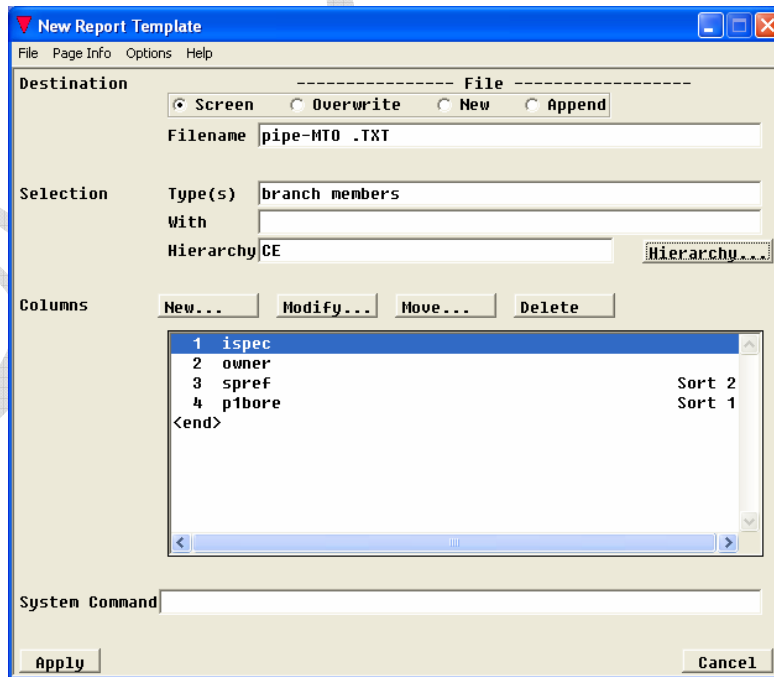 New Report Template
File Page Info Options Help
Destination ---------------- File ------------------
Screen Overwrite New Append
Filename pipe-MTO .TXT
Selection Type(s) branch members
With
Hierarchy CE Hierarchy...
Columns New... Modify... Move... Delete
1 ispec
2 owner
3 spref Sort 2
4 p1bore Sort 1
<end>
System Command
Apply Cancel